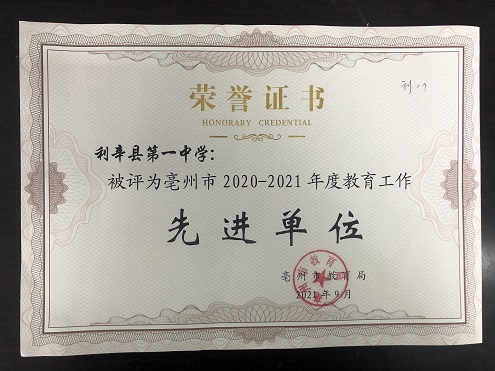 荣誉证书
HONORARY CREDENTIAL
利辛县第一中学:
被评为亳州市2020-2021年度教育工作
先进单位
亳州市教育局
2021年9月